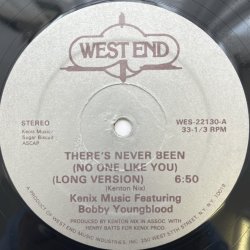 WEST END
STEREO
Kenix Music/
Sugar Biscuit
ASCAP
WES-22130-A
33-1/3 RPM
THERE'S NEVER BEEN
(NO ONE LIKE YOU)
(LONG VERSION) 6:50
(Kenton Nix)
Kenix Music Featuring
Bobby Youngblood
PRODUCED BY KENTON NIX IN ASSOC. WITH
HENRY BATTS FOR KENIX PROD.
A PRODUCT OF WEST END MUSIC INDUSTRIES, INC. 250 WEST 57TH ST. N.Y., N.Y. 10019